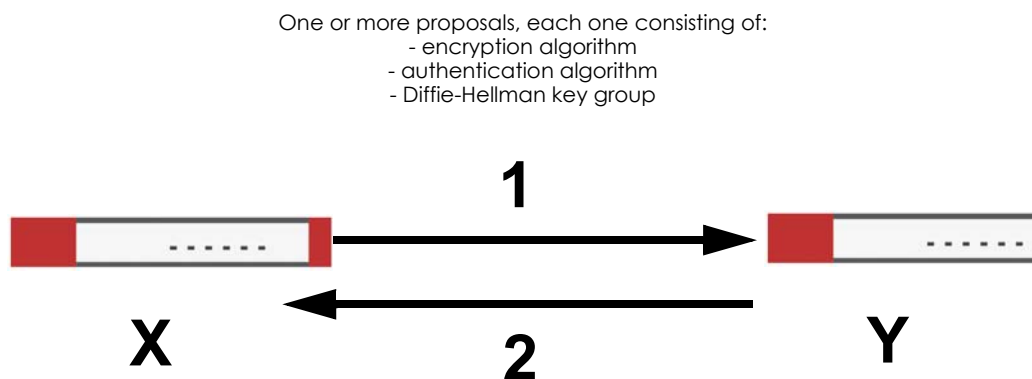 One or more proposals, each one consisting of:
- encryption algorithm
- authentication algorithm
- Diffie-Hellman key group
1
X
2
Y